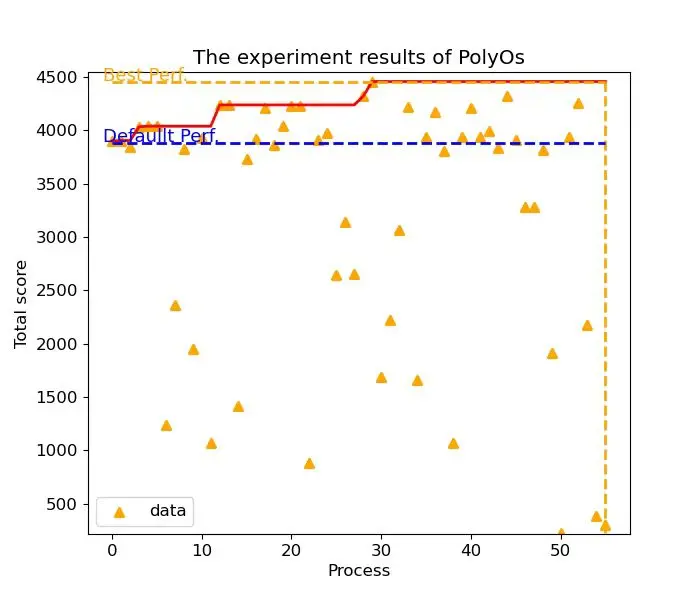 The experiment results of PolyOs
4500
4000
3500
3000
2500
2000
1500
1000
500
Total score
Best Perf.
Defaullt Perf.
data
0
10
20
30
40
50
Process